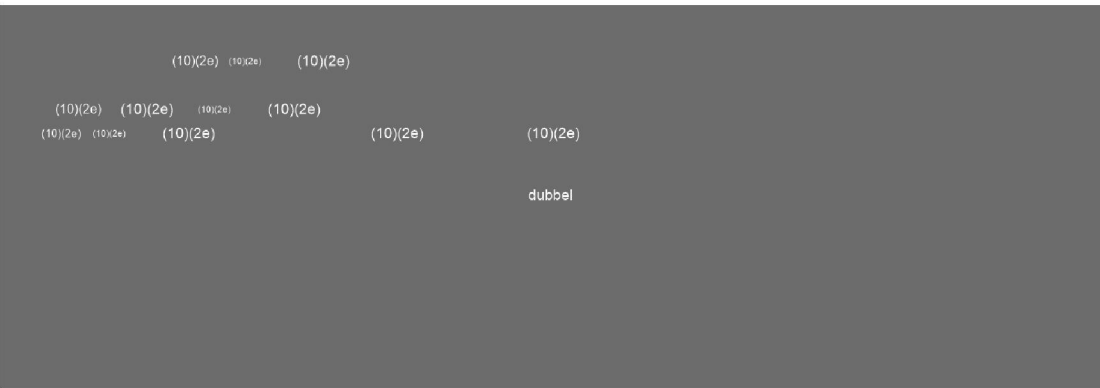 (10)(2e) (10)(2e) (10)(2e)
(10)(2e) (10)(2e) (10)(2e) (10)(2e)
(10)(2e) (10)(2e) (10)(2e) (10)(2e) (10)(2e)
dubbel